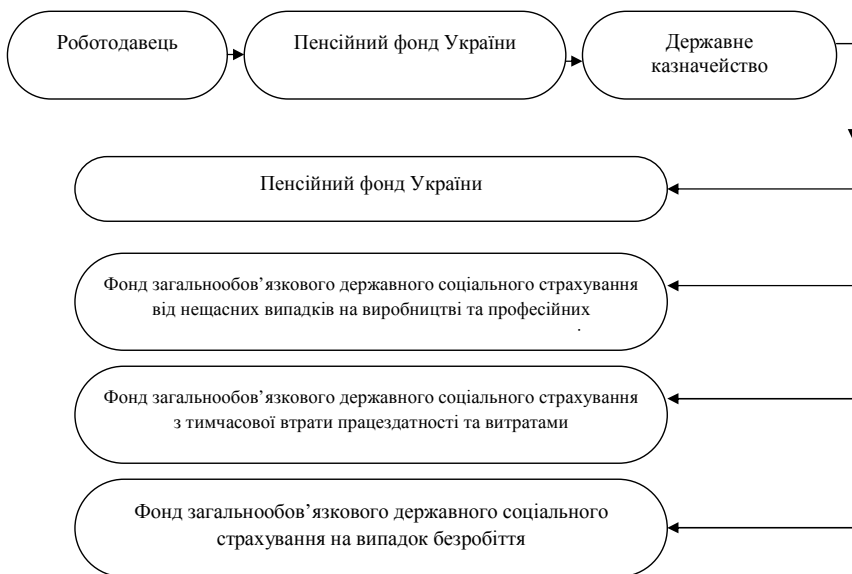 Роботодавець
Пенсійний фонд України
Державне
казначейство
Пенсійний фонд України
Фонд загальнообов’язкового державного соціального страхування
від нещасних випадків на виробництві та професійних
Фонд загальнообов’язкового державного соціального страхування
з тимчасової втрати працездатності та витратами
Фонд загальнообов’язкового державного соціального
страхування на випадок безробіття